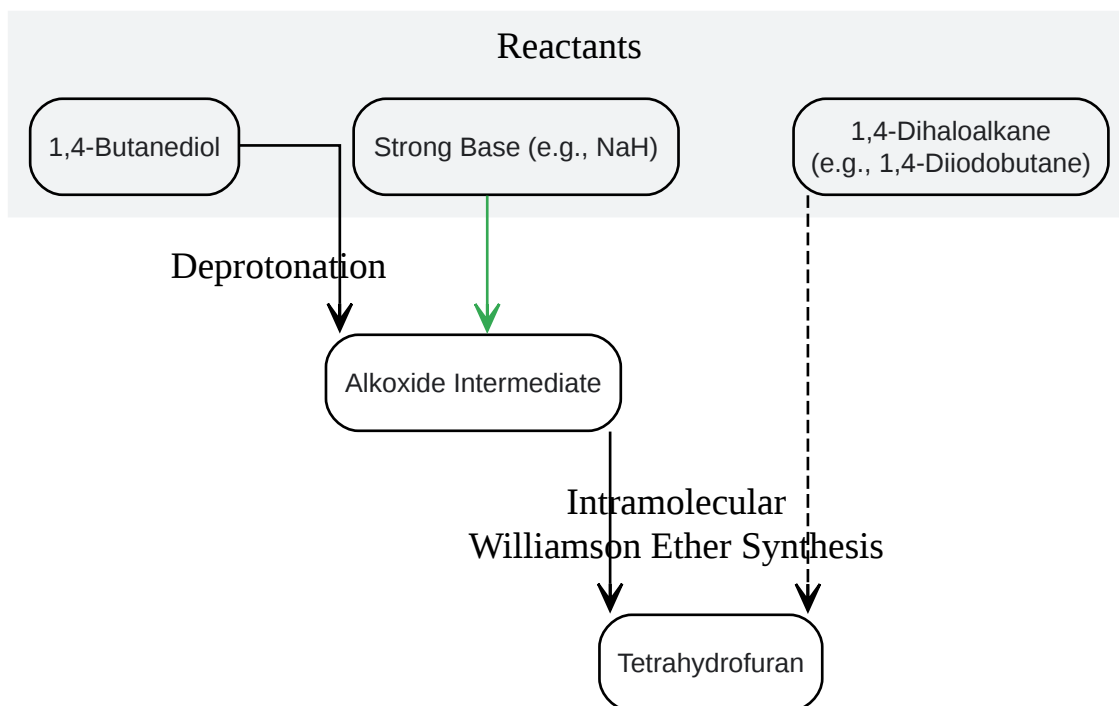 Reactants
1,4-Butanediol
Strong Base (e.g., NaH)
1,4-Dihaloalkane
(e.g., 1,4-Diiodobutane)
Deprotonation
Alkoxide Intermediate
Intramolecular
Williamson Ether Synthesis
Tetrahydrofuran